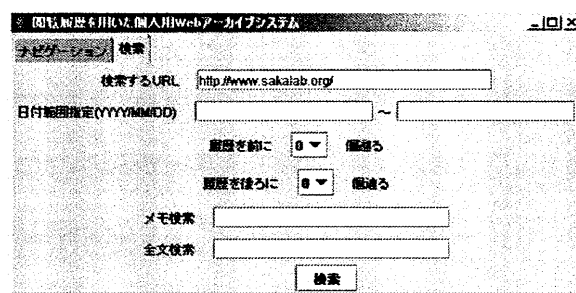 閲覧履歴を用いた個人用Webアーカイブシステム
ナビゲーション 検索
検索するURL http://www.sakalab.org/
日付範囲指定(YYYY/MM/DD) ～
履歴を前に 0 個遡る
履歴を後ろに 0 個遡る
メモ検索
全文検索
検索